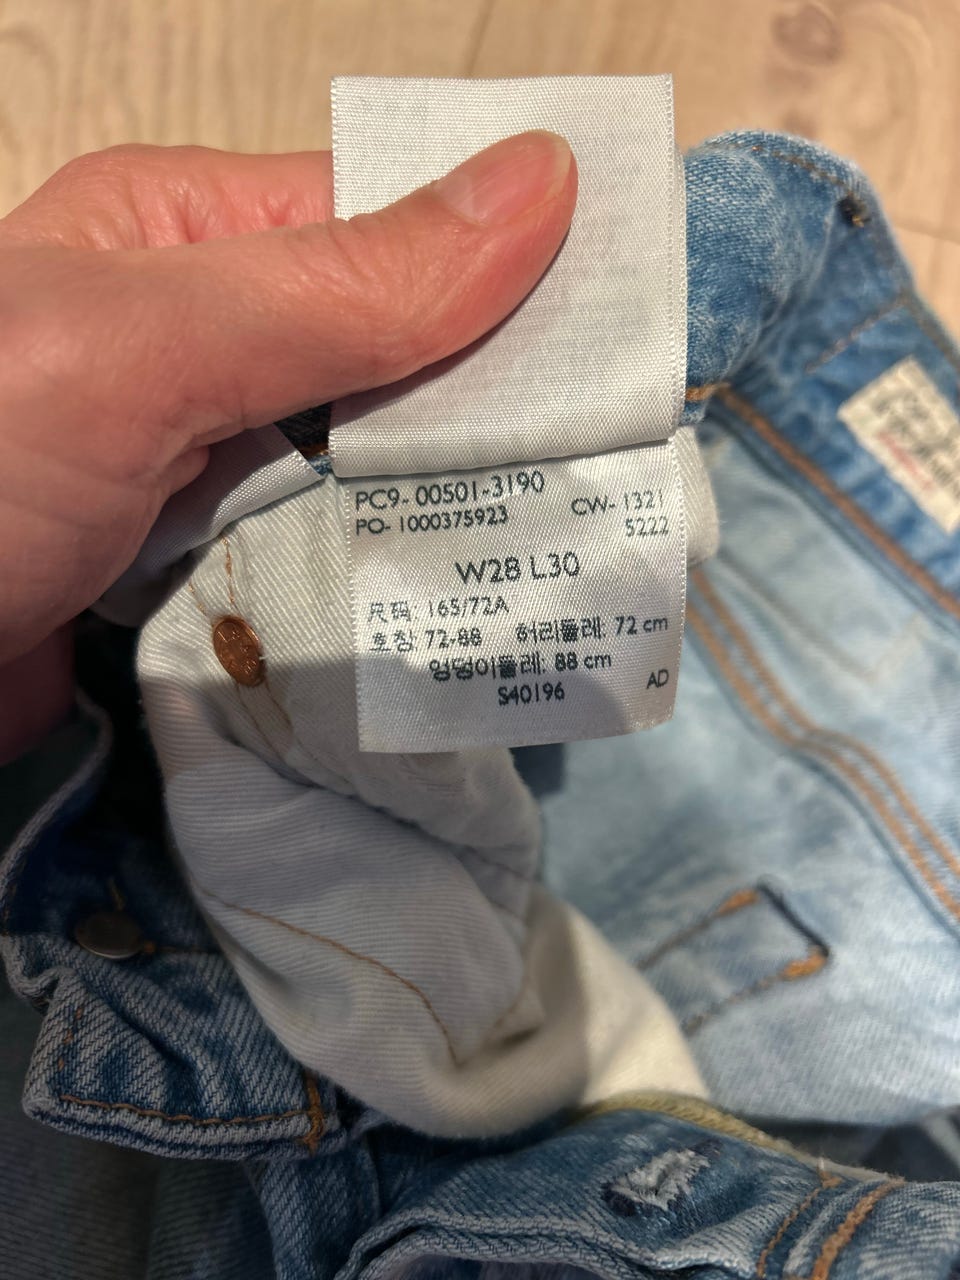 PC9- 00501-3190
PO- 1000375923
CW- 1321
5222
W28 L30
尺码 165/72A
호칭 72-88 허리둘레: 72 cm
엉덩이둘레: 88 cm
S40196
AD